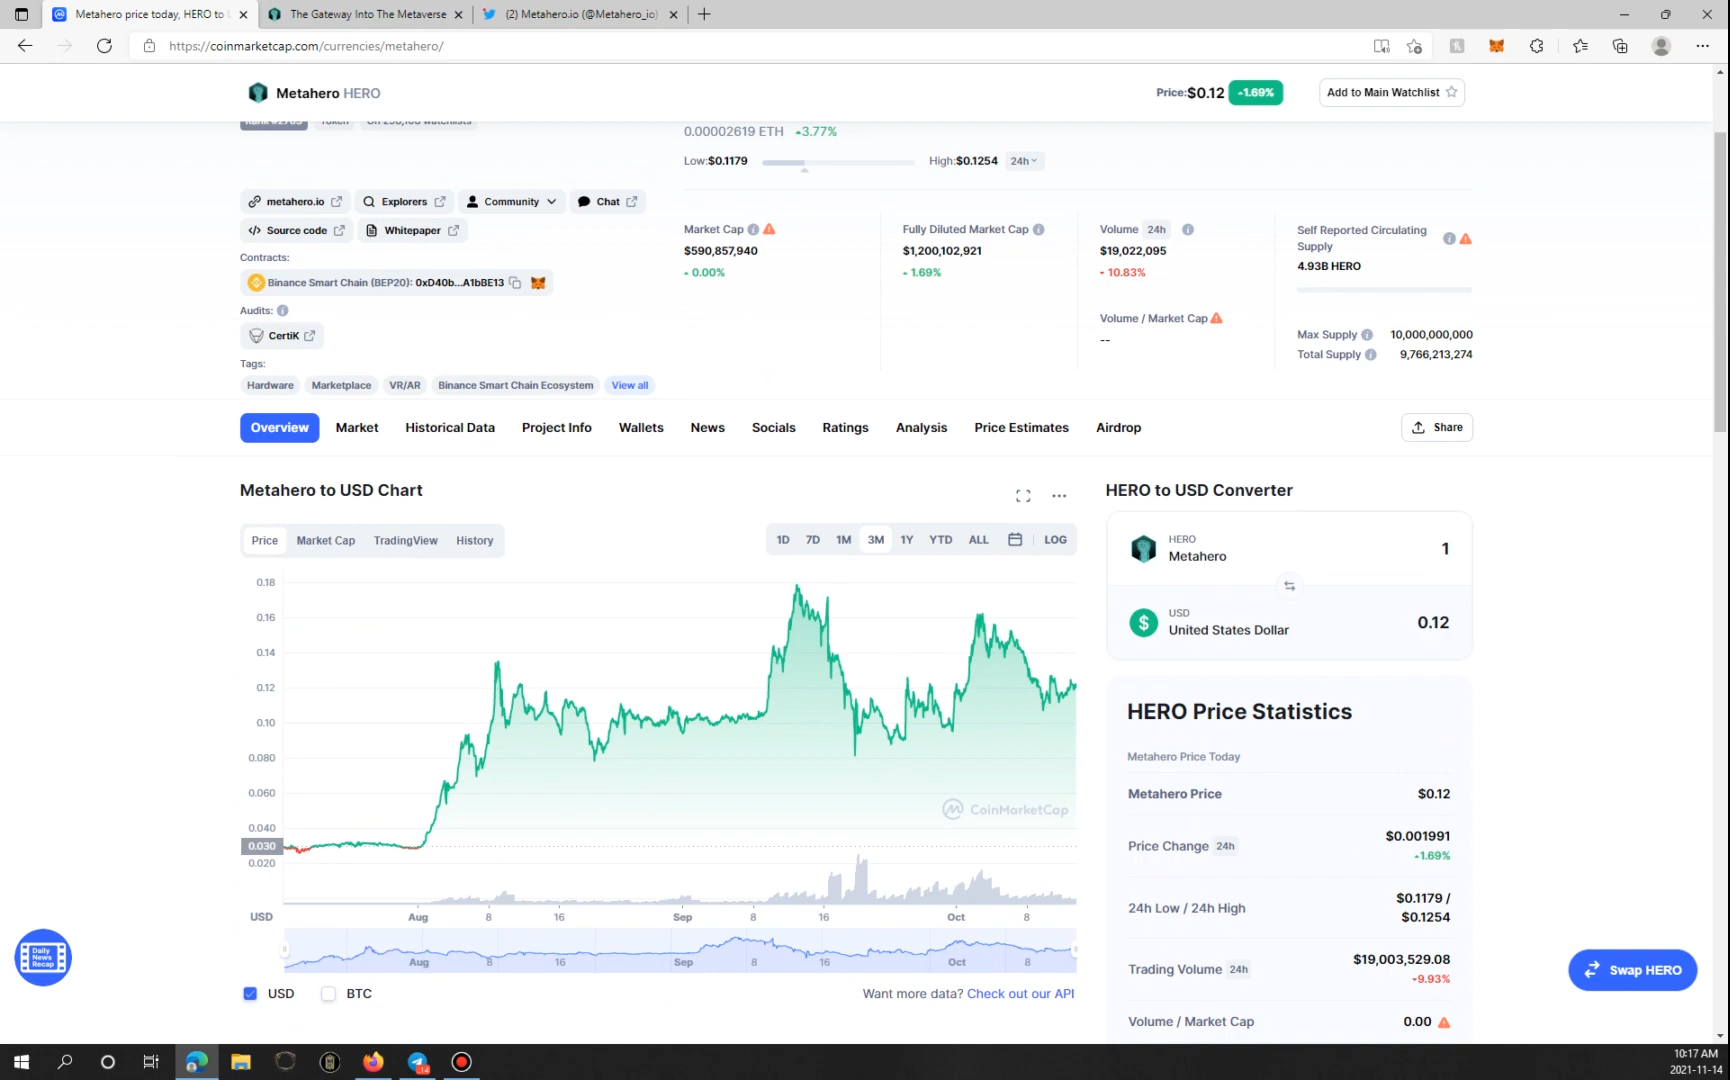 Metahero price today, HERO to U
The Gateway Into The Metaverse
(2) Metahero.io (@Metahero_io)
https://coinmarketcap.com/currencies/metahero/
Metahero HERO
Price:$0.12 1.69%
Add to Main Watchlist
Token
0.00002619 ETH 3.77%
Low:$0.1179
High:$0.1254 24h
metahero.io Explorers Community Chat
Source code Whitepaper
Contracts:
Binance Smart Chain (BEP20): 0xD40b...A1bBE13
Audits:
CertiK
Tags:
Hardware Marketplace VR/AR Binance Smart Chain Ecosystem View all
Market Cap
$590,857,940
0.00%
Fully Diluted Market Cap
$1,200,102,921
1.69%
Volume 24h
$19,022,095
10.83%
Volume / Market Cap
--
Self Reported Circulating
Supply
4.93B HERO
Max Supply 10,000,000,000
Total Supply 9,766,213,274
Overview Market Historical Data Project Info Wallets News Socials Ratings Analysis Price Estimates Airdrop
Share
Metahero to USD Chart
Price Market Cap TradingView History
1D 7D 1M 3M 1Y YTD ALL LOG
0.18
0.16
0.14
0.12
0.10
0.080
0.060
0.040
0.030
0.020
CoinMarketCap
USD Aug 8 16 Sep 8 16 Oct 8
Aug 8 16 Sep 8 16 Oct 8
USD BTC
Want more data? Check out our API
HERO to USD Converter
HERO
Metahero
1
USD
United States Dollar
0.12
HERO Price Statistics
Metahero Price Today
Metahero Price $0.12
Price Change 24h
$0.001991
1.69%
24h Low / 24h High
$0.1179 /
$0.1254
Trading Volume 24h
$19,003,529.08
9.93%
Volume / Market Cap 0.00
Daily
News
Recap
Swap HERO
14
10:17 AM
2021-11-14